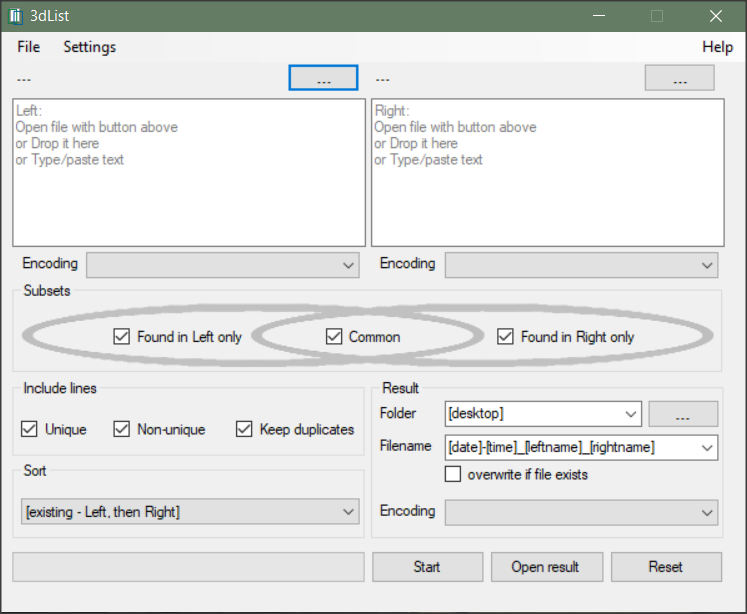 3dList
File Settings Help
--- ... --- ...
Left:
Open file with button above
or Drop it here
or Type/paste text
Right:
Open file with button above
or Drop it here
or Type/paste text
Encoding
Encoding
Subsets
Found in Left only Common Found in Right only
Include lines
Unique Non-unique Keep duplicates
Sort
[existing - Left, then Right]
Result
Folder [desktop] ...
Filename [date]-[time]_[leftname]_[rightname]
overwrite if file exists
Encoding
Start Open result Reset